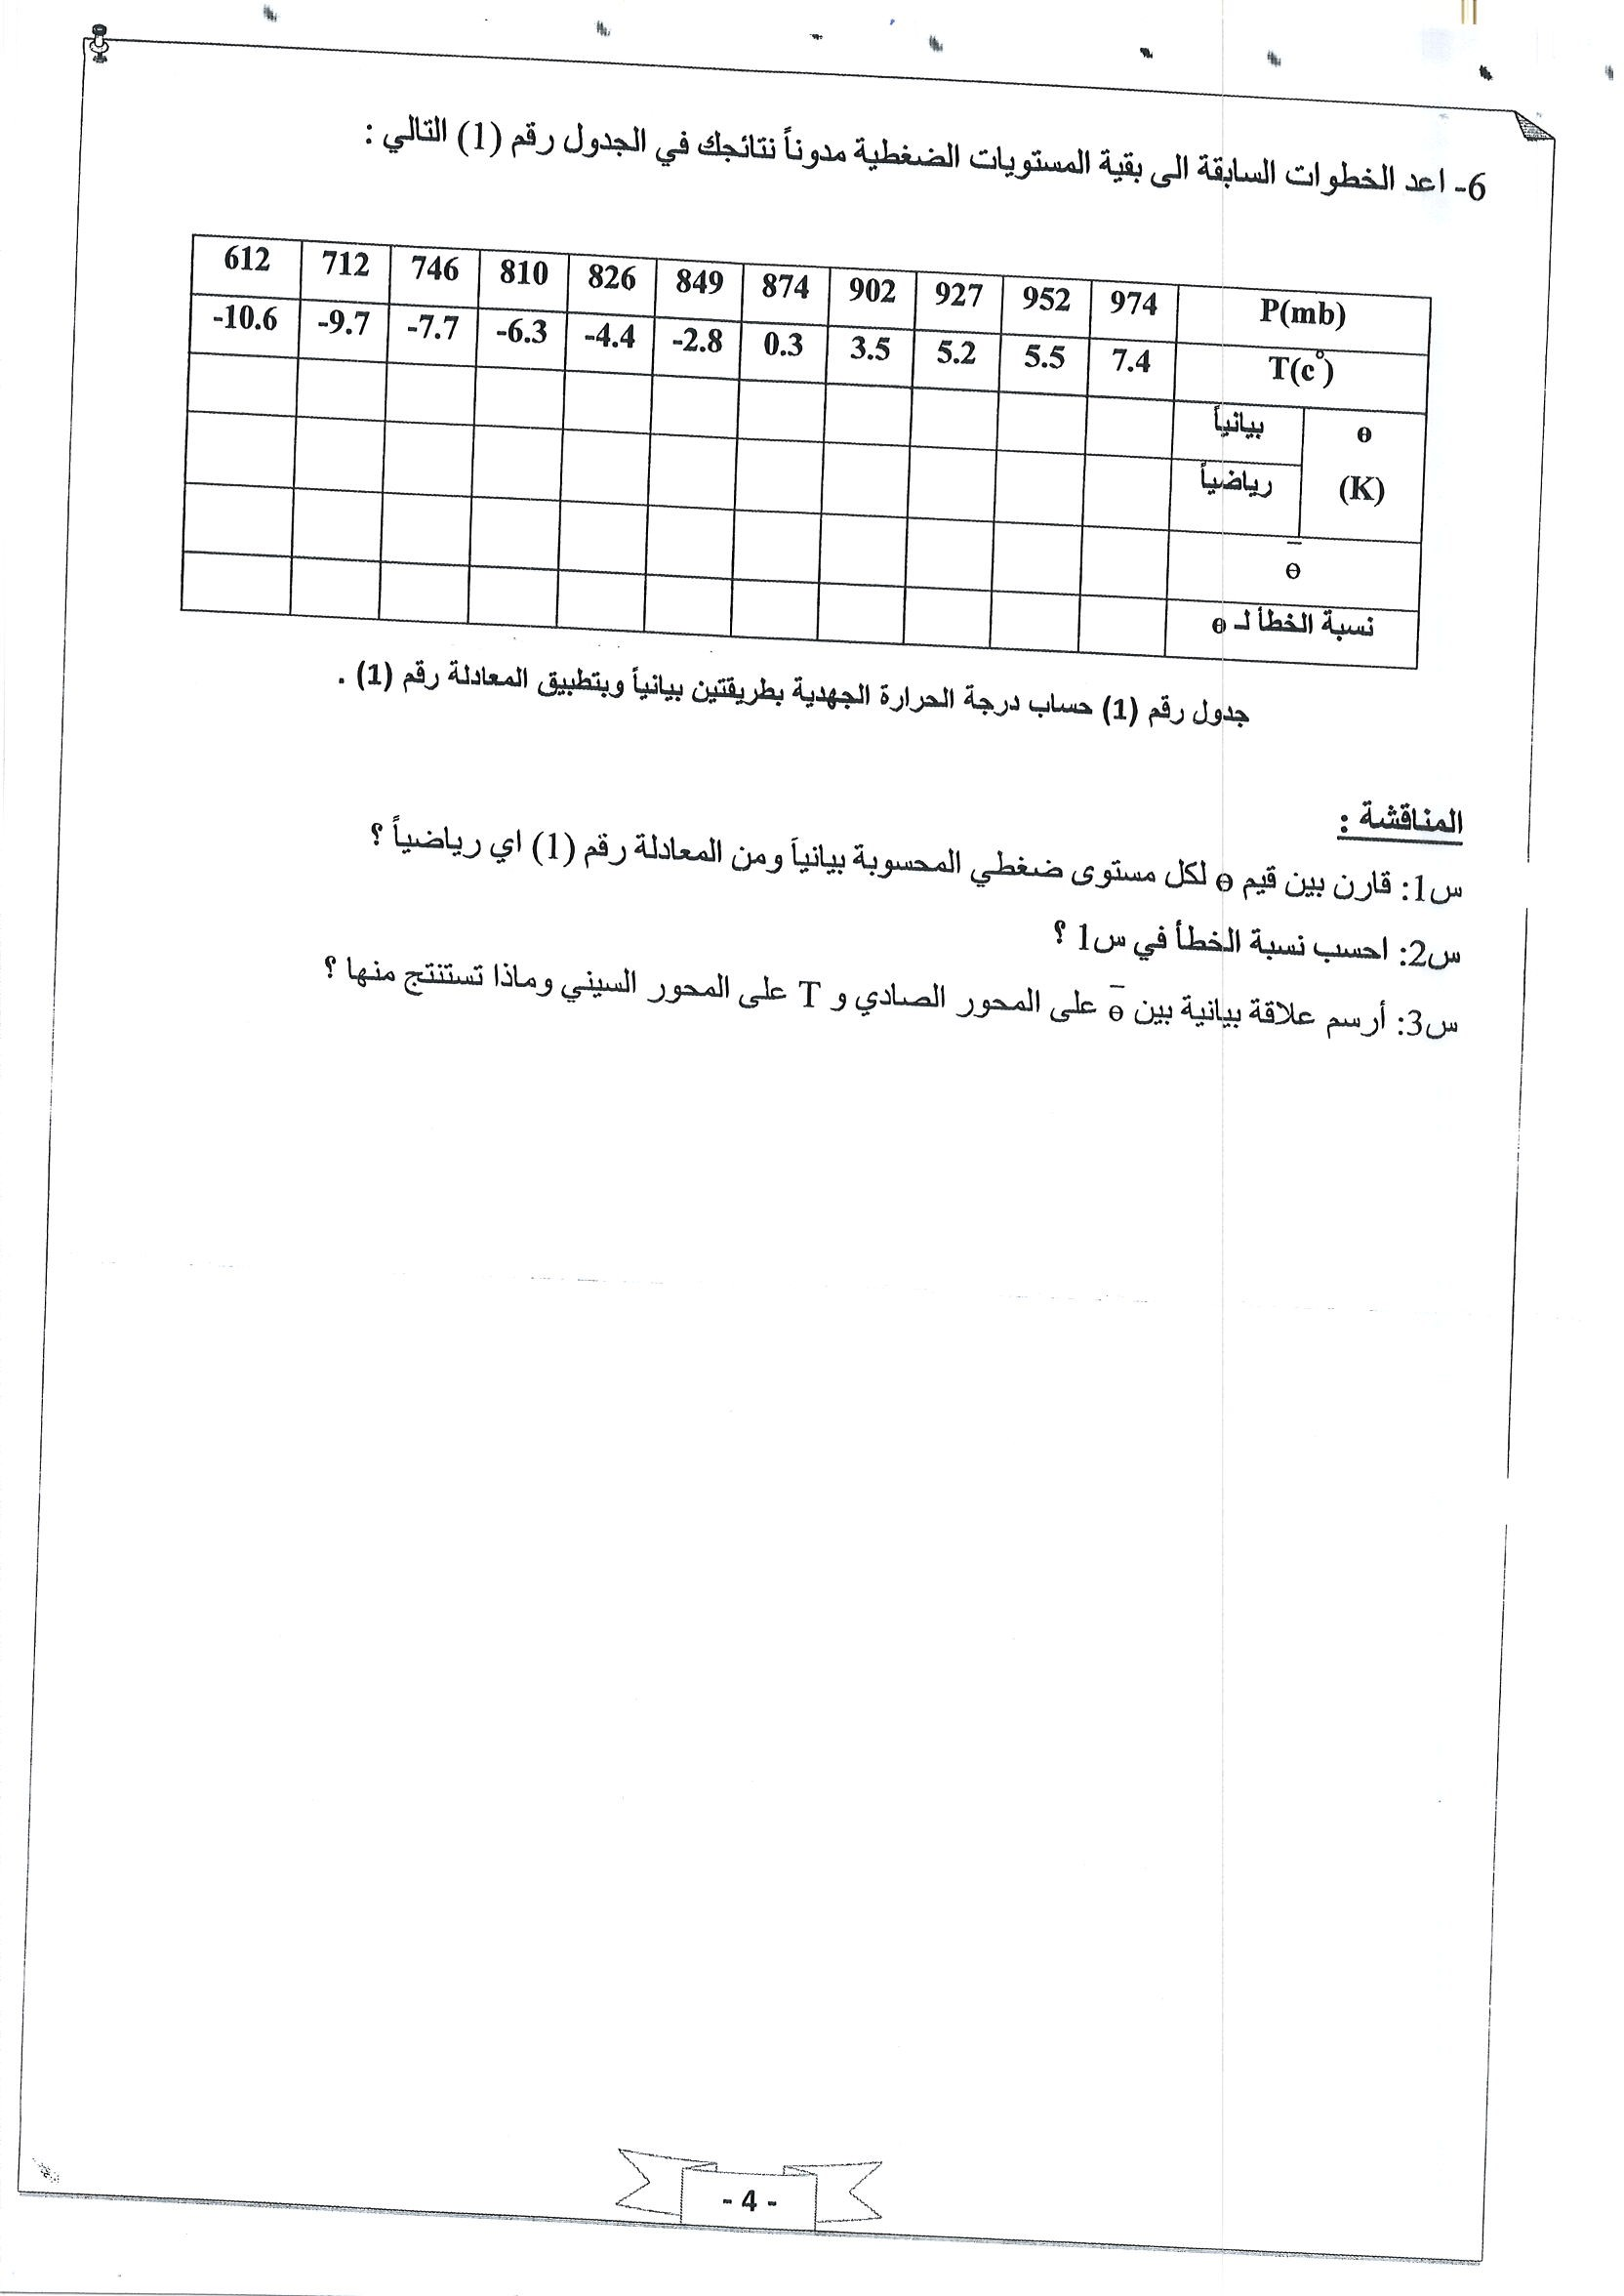 6- اعد الخطوات السابقة الى بقية المستويات الضغطية مدوناً نتائجك في الجدول رقم (1) التالي :
612 712 746 810 826 849 874 902 927 952 974 P(mb)
-10.6 -9.7 -7.7 -6.3 -4.4 -2.8 0.3 3.5 5.2 5.5 7.4 T(c°)
بيانياً
θ
رياضياً
(K)
θ̄
نسبة الخطأ لـ θ
جدول رقم (1) حساب درجة الحرارة الجهدية بطريقتين بيانياً وبتطبيق المعادلة رقم (1) .
المناقشة :
س1: قارن بين قيم θ لكل مستوى ضغطي المحسوبة بيانياً ومن المعادلة رقم (1) اي رياضياً ؟
س2: احسب نسبة الخطأ في س1 ؟
س3: أرسم علاقة بيانية بين θ̄ على المحور الصادي و T على المحور السيني وماذا تستنتج منها ؟
- 4 -